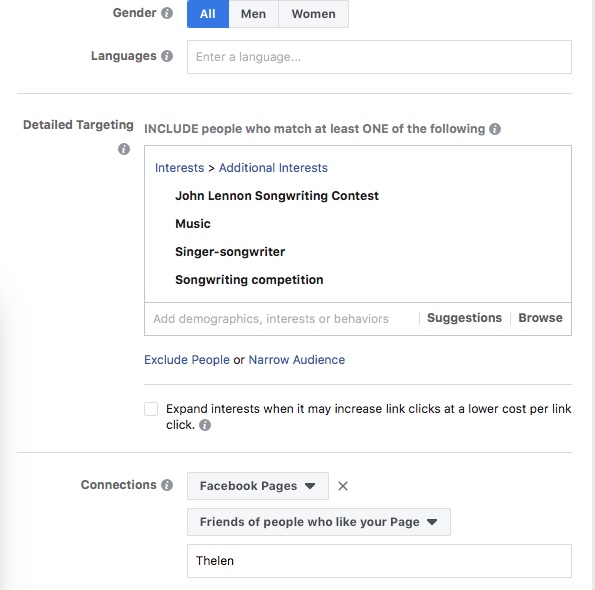 Gender
All Men Women
Languages
Enter a language...
Detailed Targeting
INCLUDE people who match at least ONE of the following
Interests > Additional Interests
John Lennon Songwriting Contest
Music
Singer-songwriter
Songwriting competition
Add demographics, interests or behaviors
Suggestions
Browse
Exclude People or Narrow Audience
Expand interests when it may increase link clicks at a lower cost per link
click.
Connections
Facebook Pages
Friends of people who like your Page
Thelen